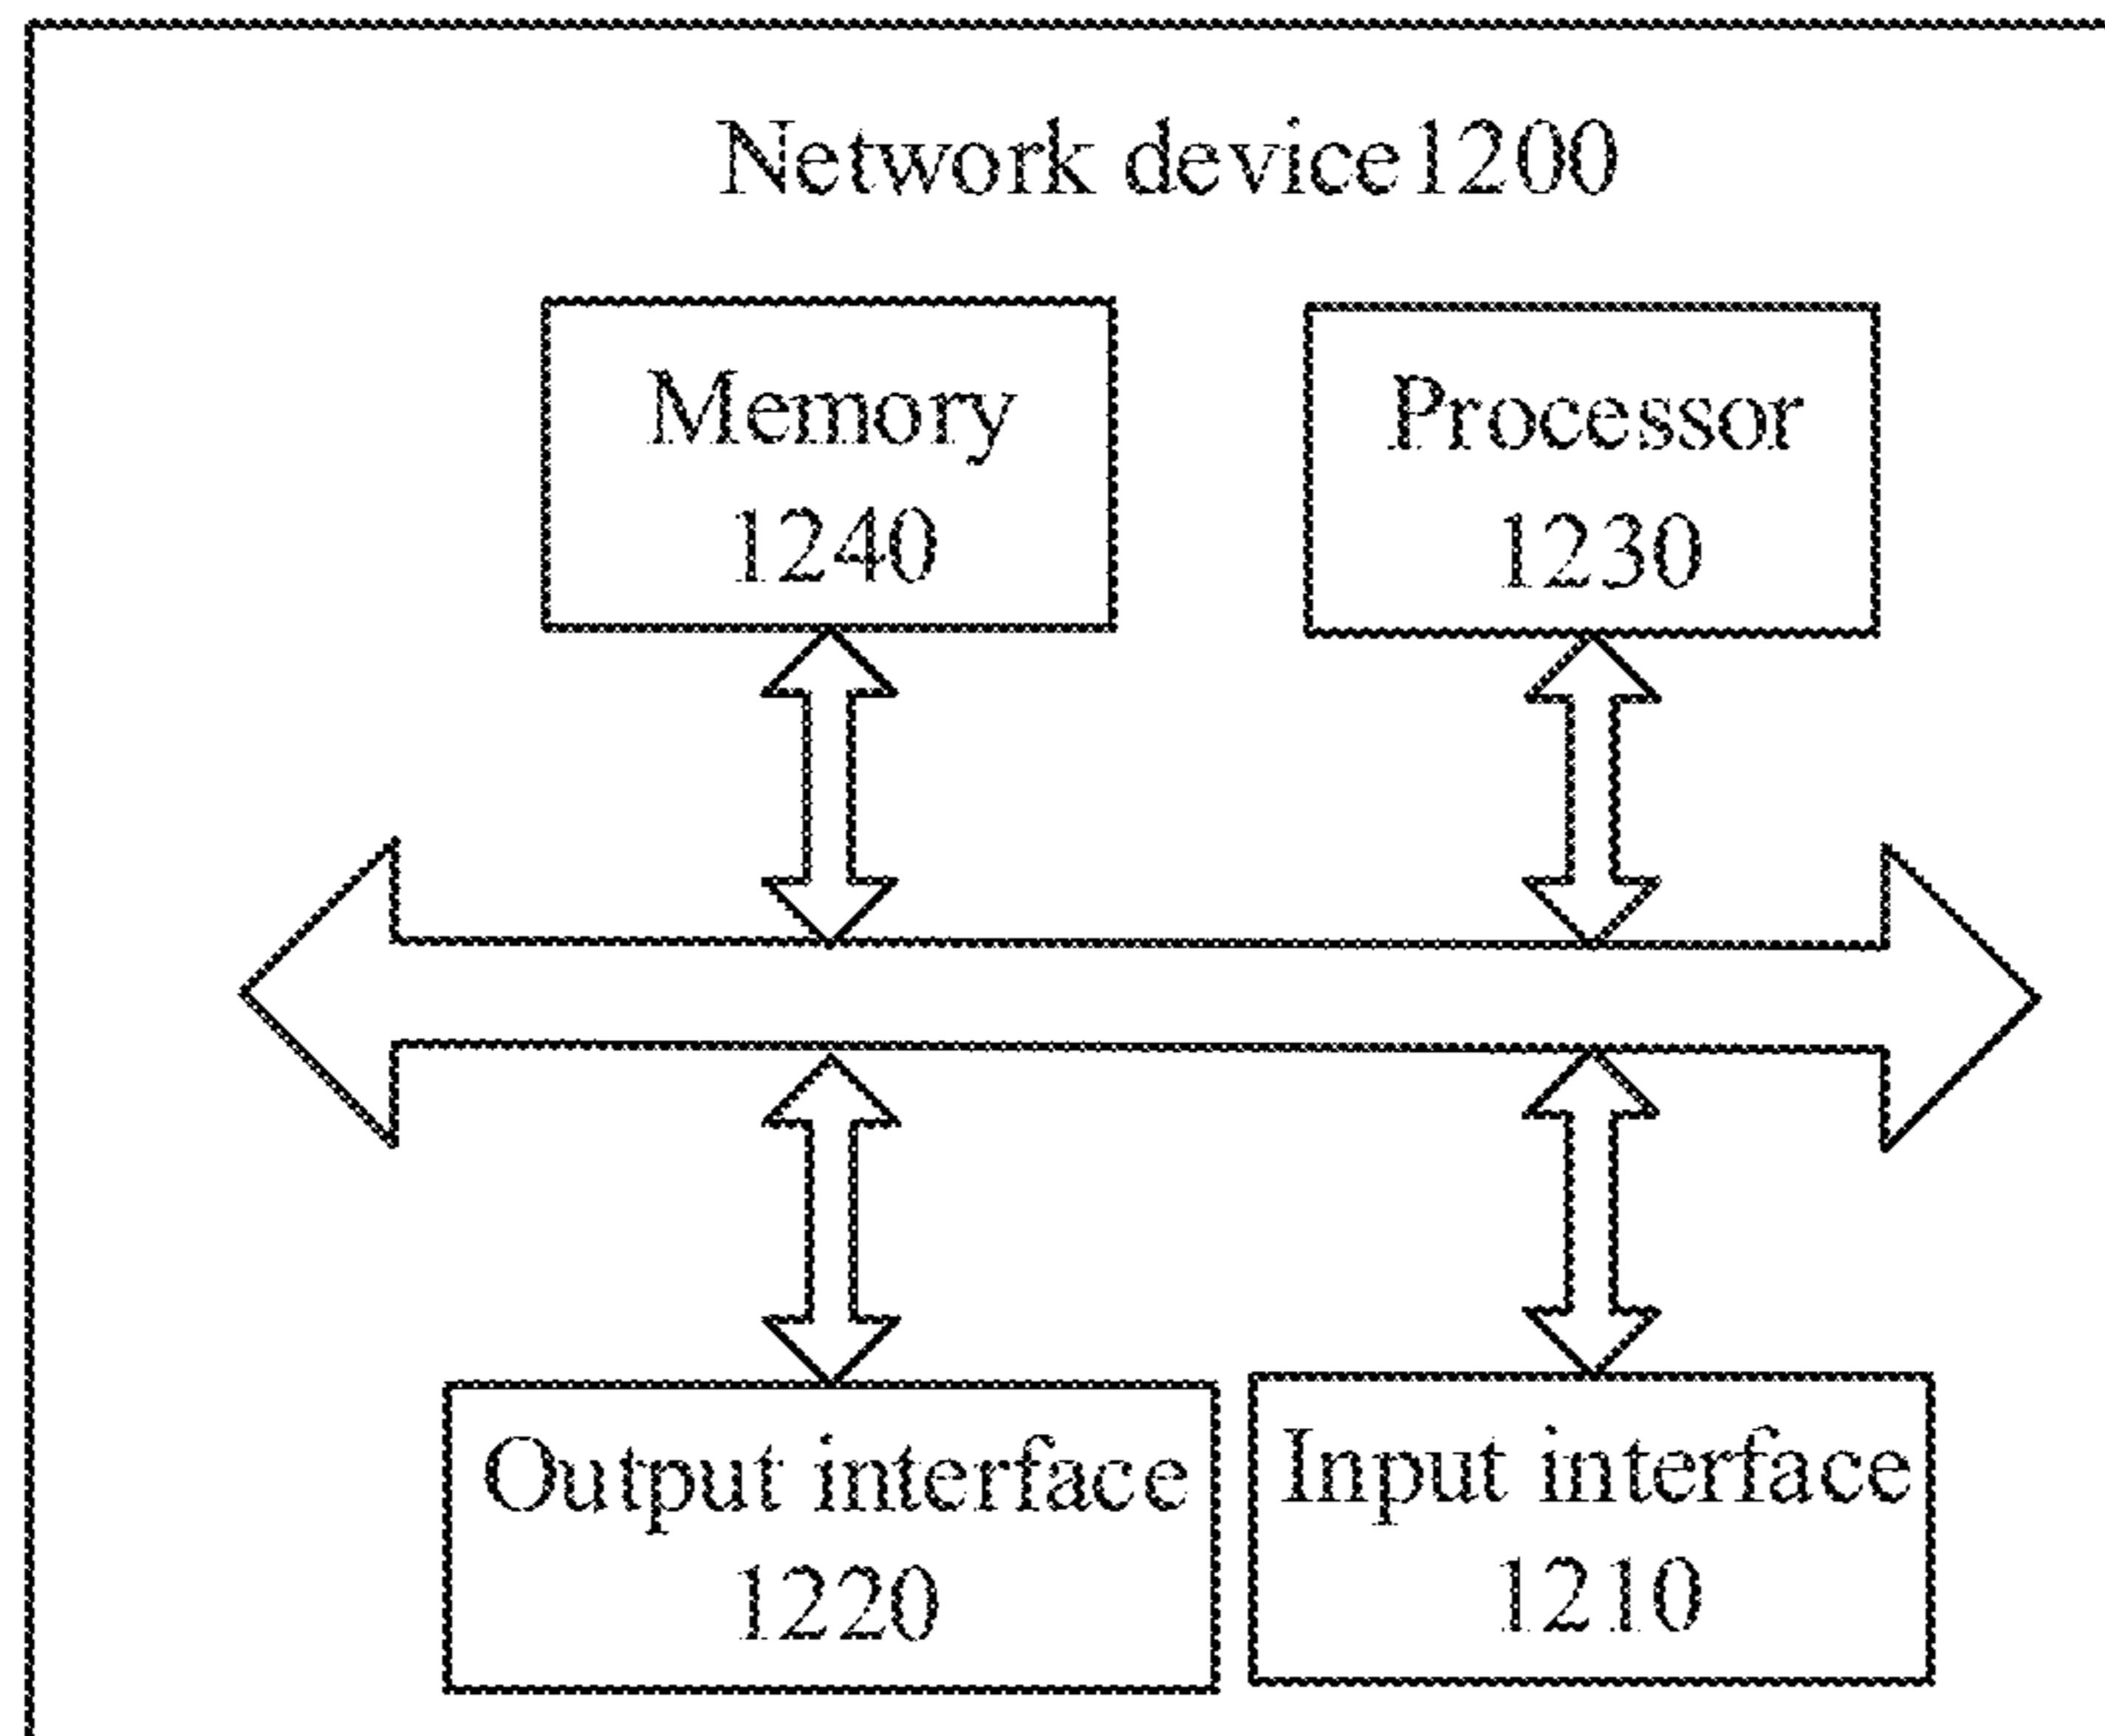 Network device1200
Memory
1240
Processor
1230
Output interface
1220
Input interface
1210